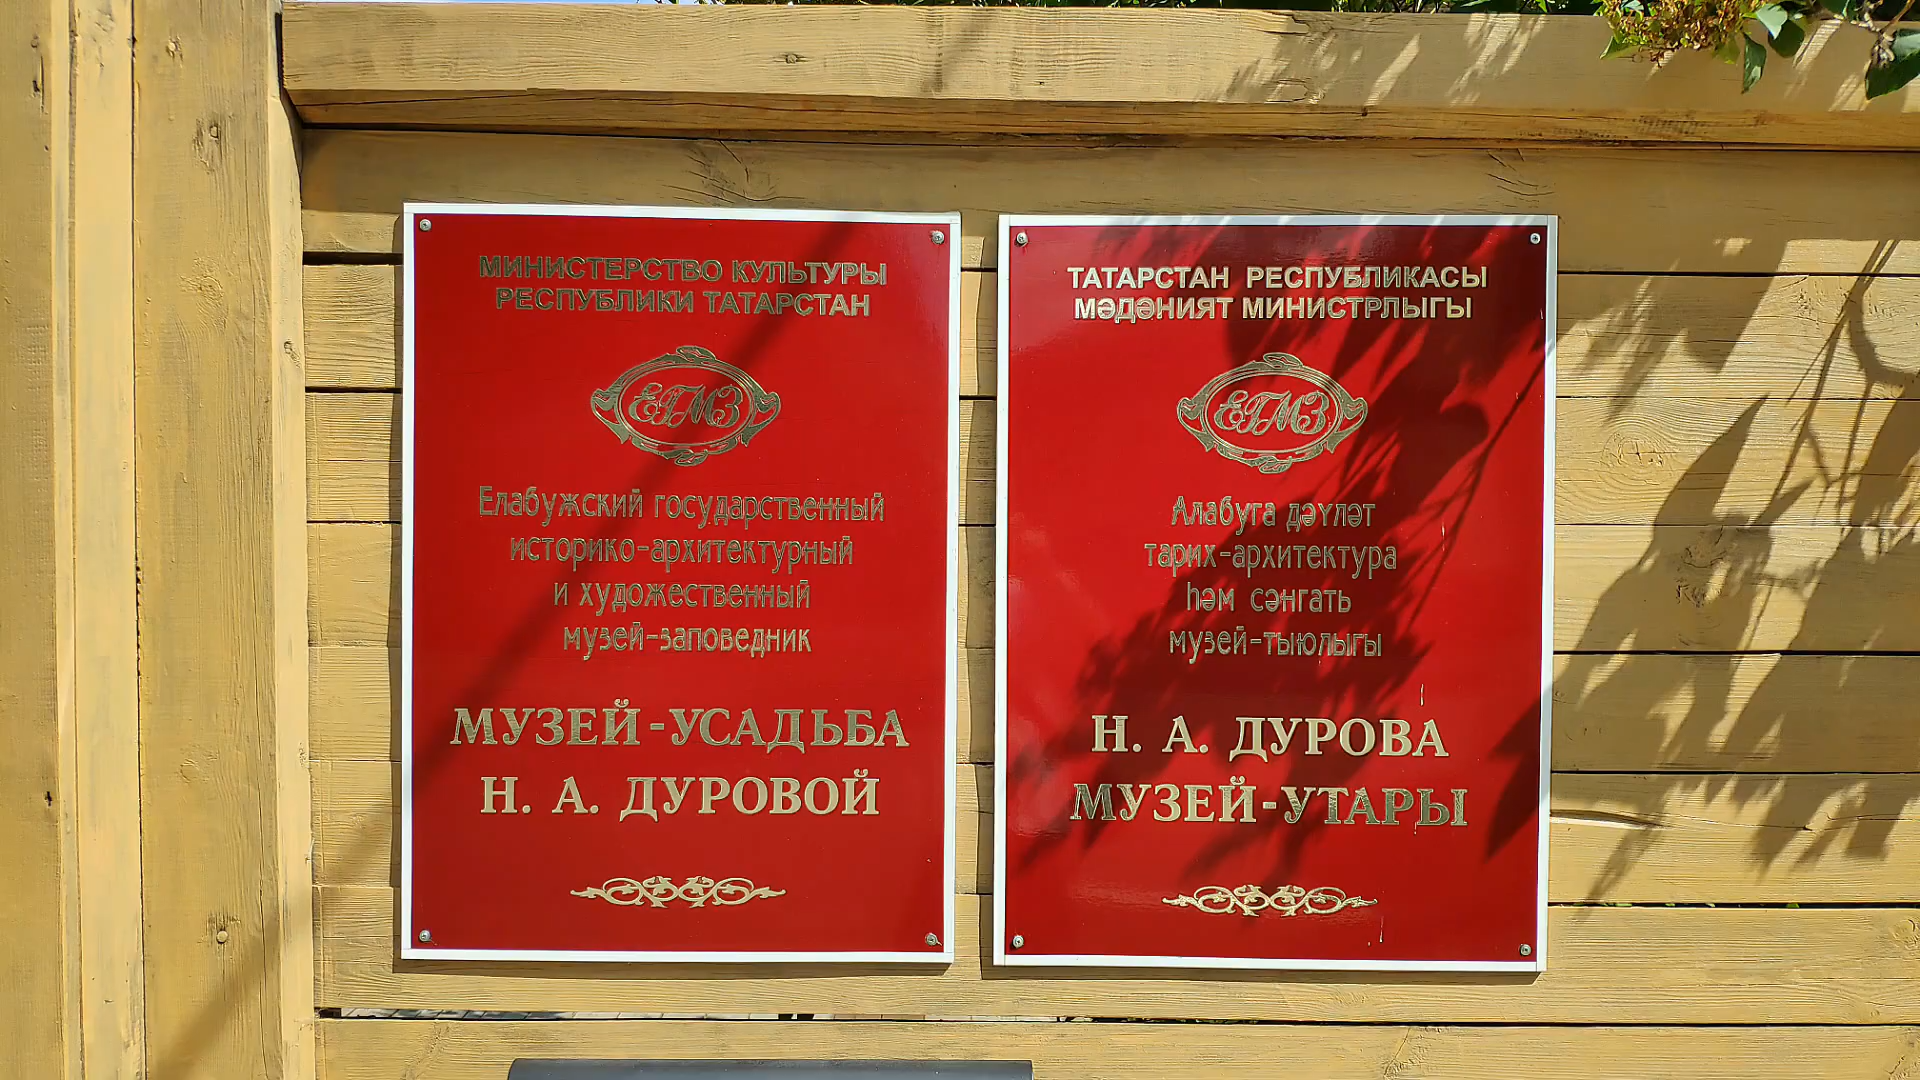 МИНИСТЕРСТВО КУЛЬТУРЫ
РЕСПУБЛИКИ ТАТАРСТАН
ЕГМЗ
Елабужский государственный
историко-архитектурный
и художественный
музей-заповедник
МУЗЕЙ-УСАДЬБА
Н. А. ДУРОВОЙ
ТАТАРСТАН РЕСПУБЛИКАСЫ
МӘДӘНИЯТ МИНИСТРЛЫГЫ
ЕГМЗ
Алабуга дәүләт
тарих-архитектура
һәм сәнгать
музей-тыюлыгы
Н. А. ДУРОВА
МУЗЕЙ-УТАРЫ